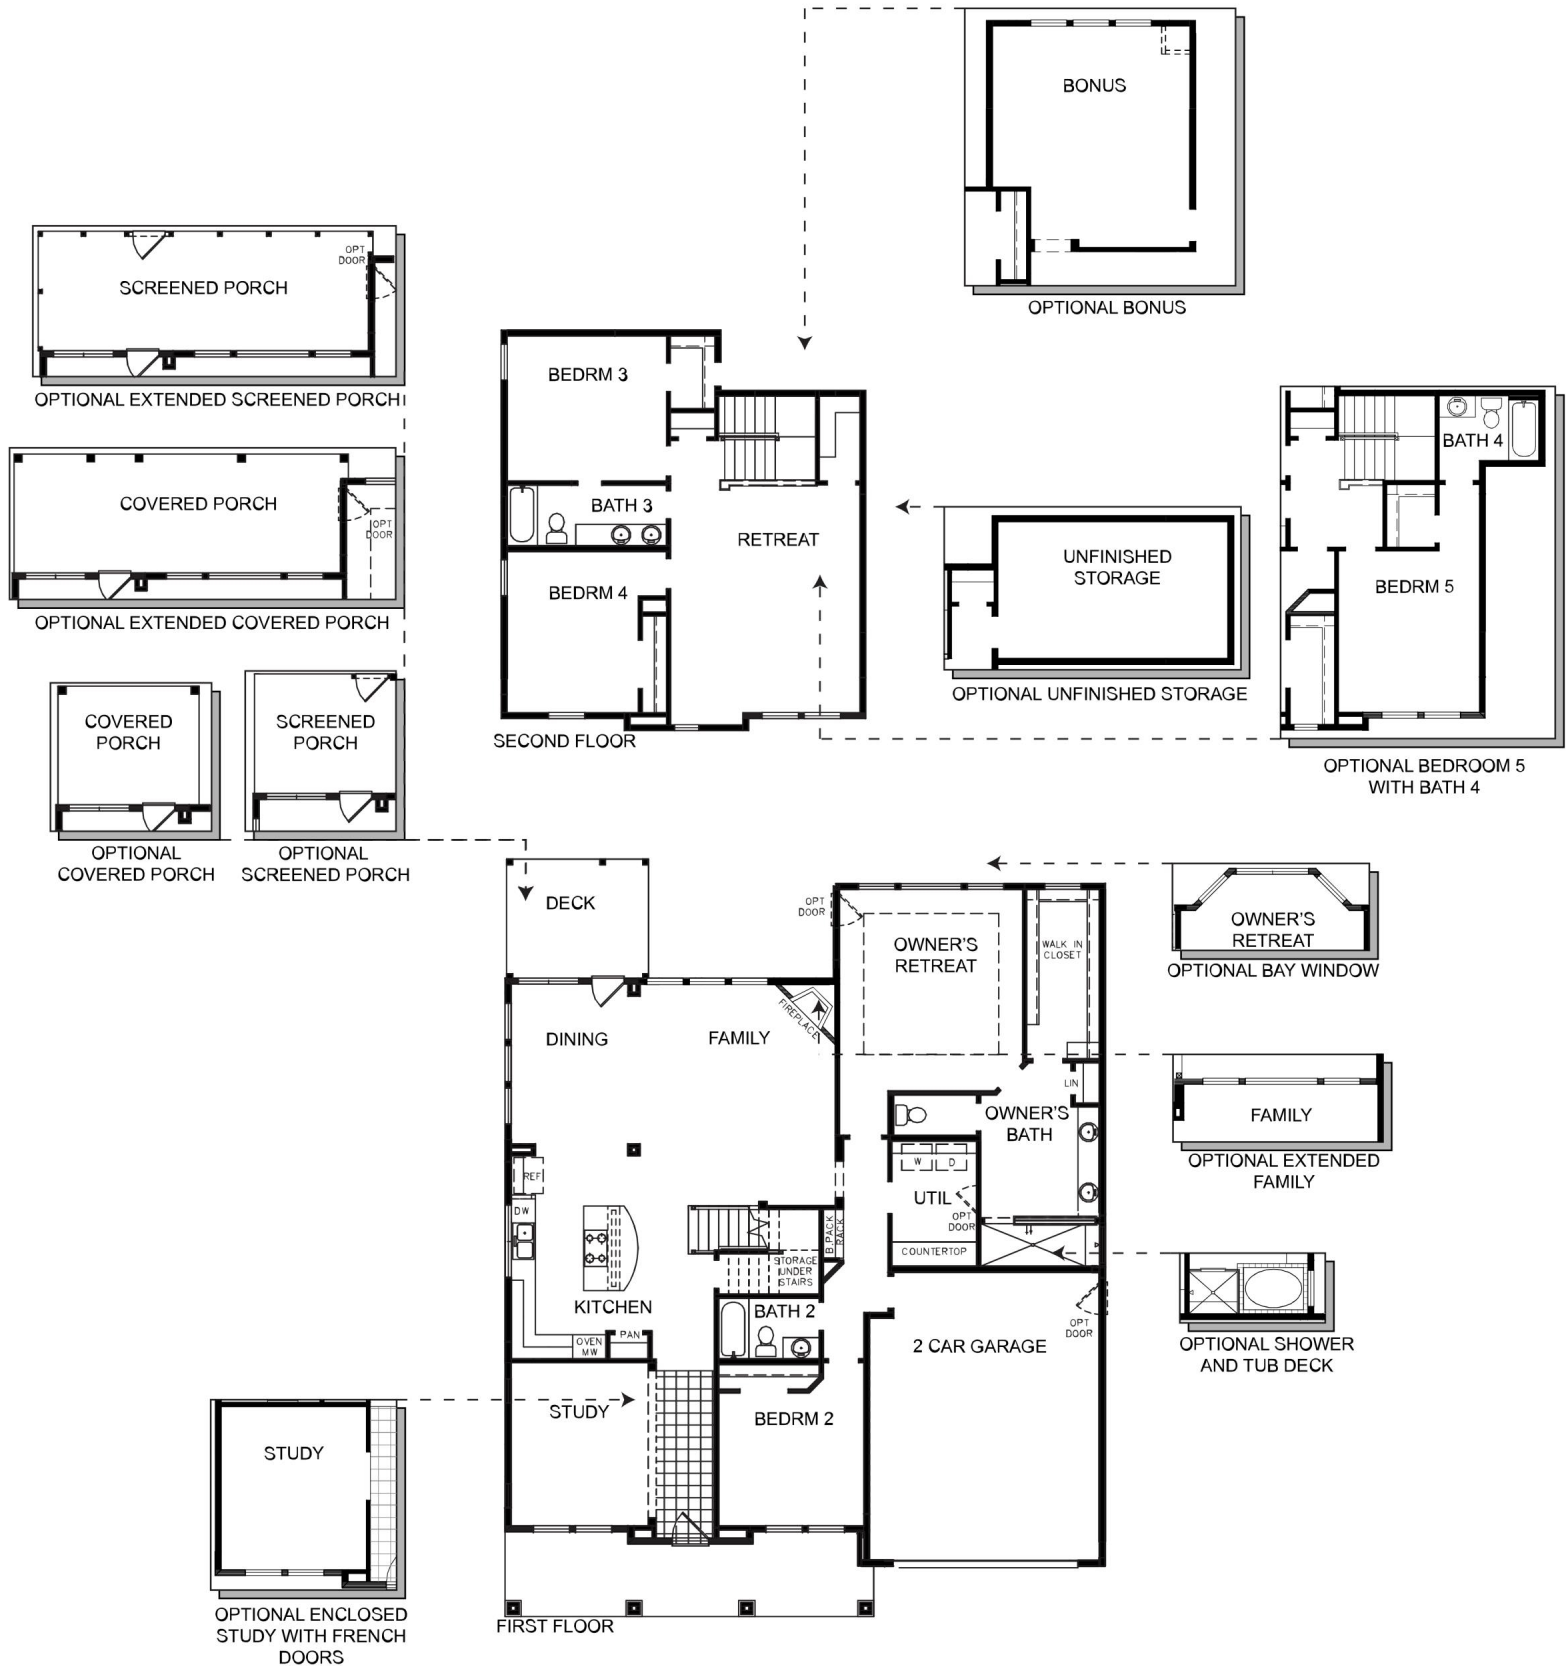 BONUS
OPTIONAL BONUS
OPT
DOOR
SCREENED PORCH
OPTIONAL EXTENDED SCREENED PORCH
COVERED PORCH
OPT
DOOR
OPTIONAL EXTENDED COVERED PORCH
COVERED
PORCH
OPTIONAL
COVERED PORCH
SCREENED
PORCH
OPTIONAL
SCREENED PORCH
BEDRM 3
BATH 3
RETREAT
BEDRM 4
SECOND FLOOR
UNFINISHED
STORAGE
OPTIONAL UNFINISHED STORAGE
BATH 4
BEDRM 5
OPTIONAL BEDROOM 5
WITH BATH 4
DECK
OPT
DOOR
OWNER'S
RETREAT
WALK IN
CLOSET
FIREPLACE
DINING
FAMILY
LIN
OWNER'S
BATH
REF
W
D
UTIL
DW
OPT
DOOR
B.PACK
RACK
COUNTERTOP
STORAGE
UNDER
STAIRS
KITCHEN
BATH 2
PAN
OVEN
MW
OPT
DOOR
2 CAR GARAGE
STUDY
BEDRM 2
FIRST FLOOR
OWNER'S
RETREAT
OPTIONAL BAY WINDOW
FAMILY
OPTIONAL EXTENDED
FAMILY
OPTIONAL SHOWER
AND TUB DECK
STUDY
OPTIONAL ENCLOSED
STUDY WITH FRENCH
DOORS